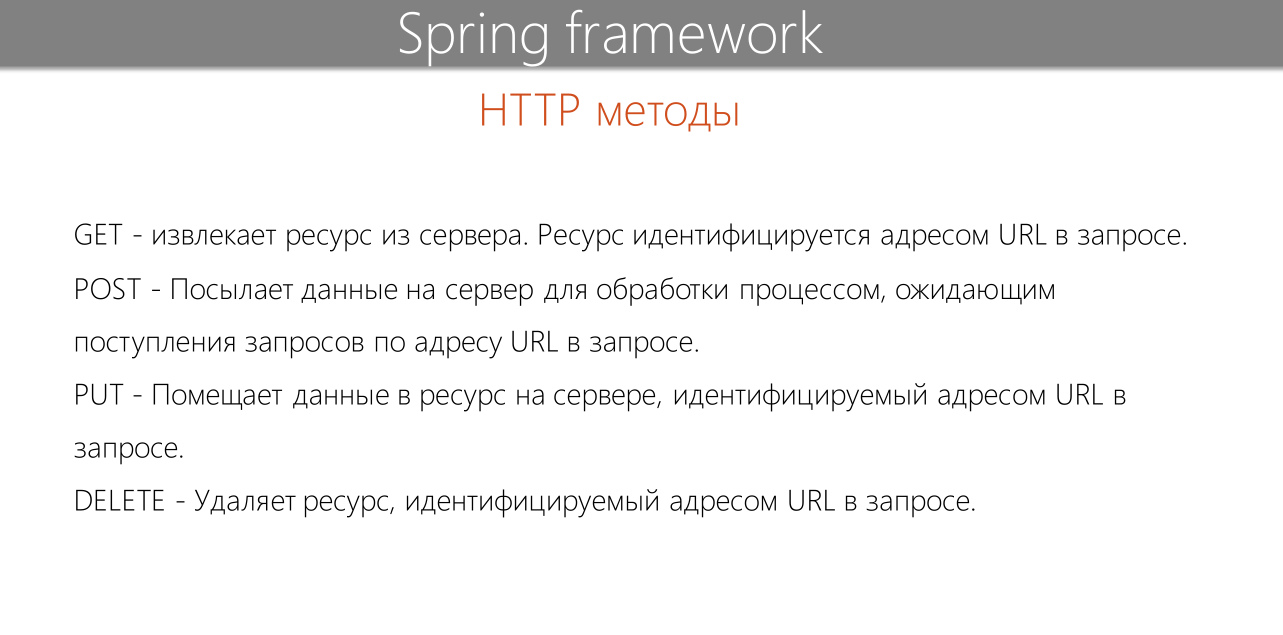 Spring framework
HTTP методы
GET - извлекает ресурс из сервера. Ресурс идентифицируется адресом URL в запросе.
POST - Посылает данные на сервер для обработки процессом, ожидающим
поступления запросов по адресу URL в запросе.
PUT - Помещает данные в ресурс на сервере, идентифицируемый адресом URL в
запросе.
DELETE - Удаляет ресурс, идентифицируемый адресом URL в запросе.